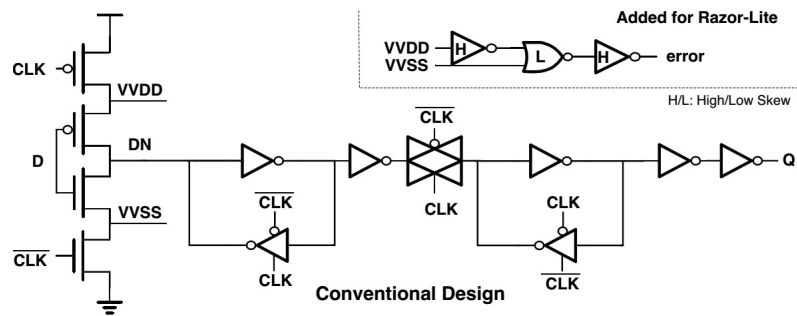 Added for Razor-Lite
VVDD
VVSS
H
L
H
error
H/L: High/Low Skew
CLK
VVDD
D
DN
VVSS
CLK
CLK
CLK
CLK
CLK
CLK
CLK
Q
Conventional Design